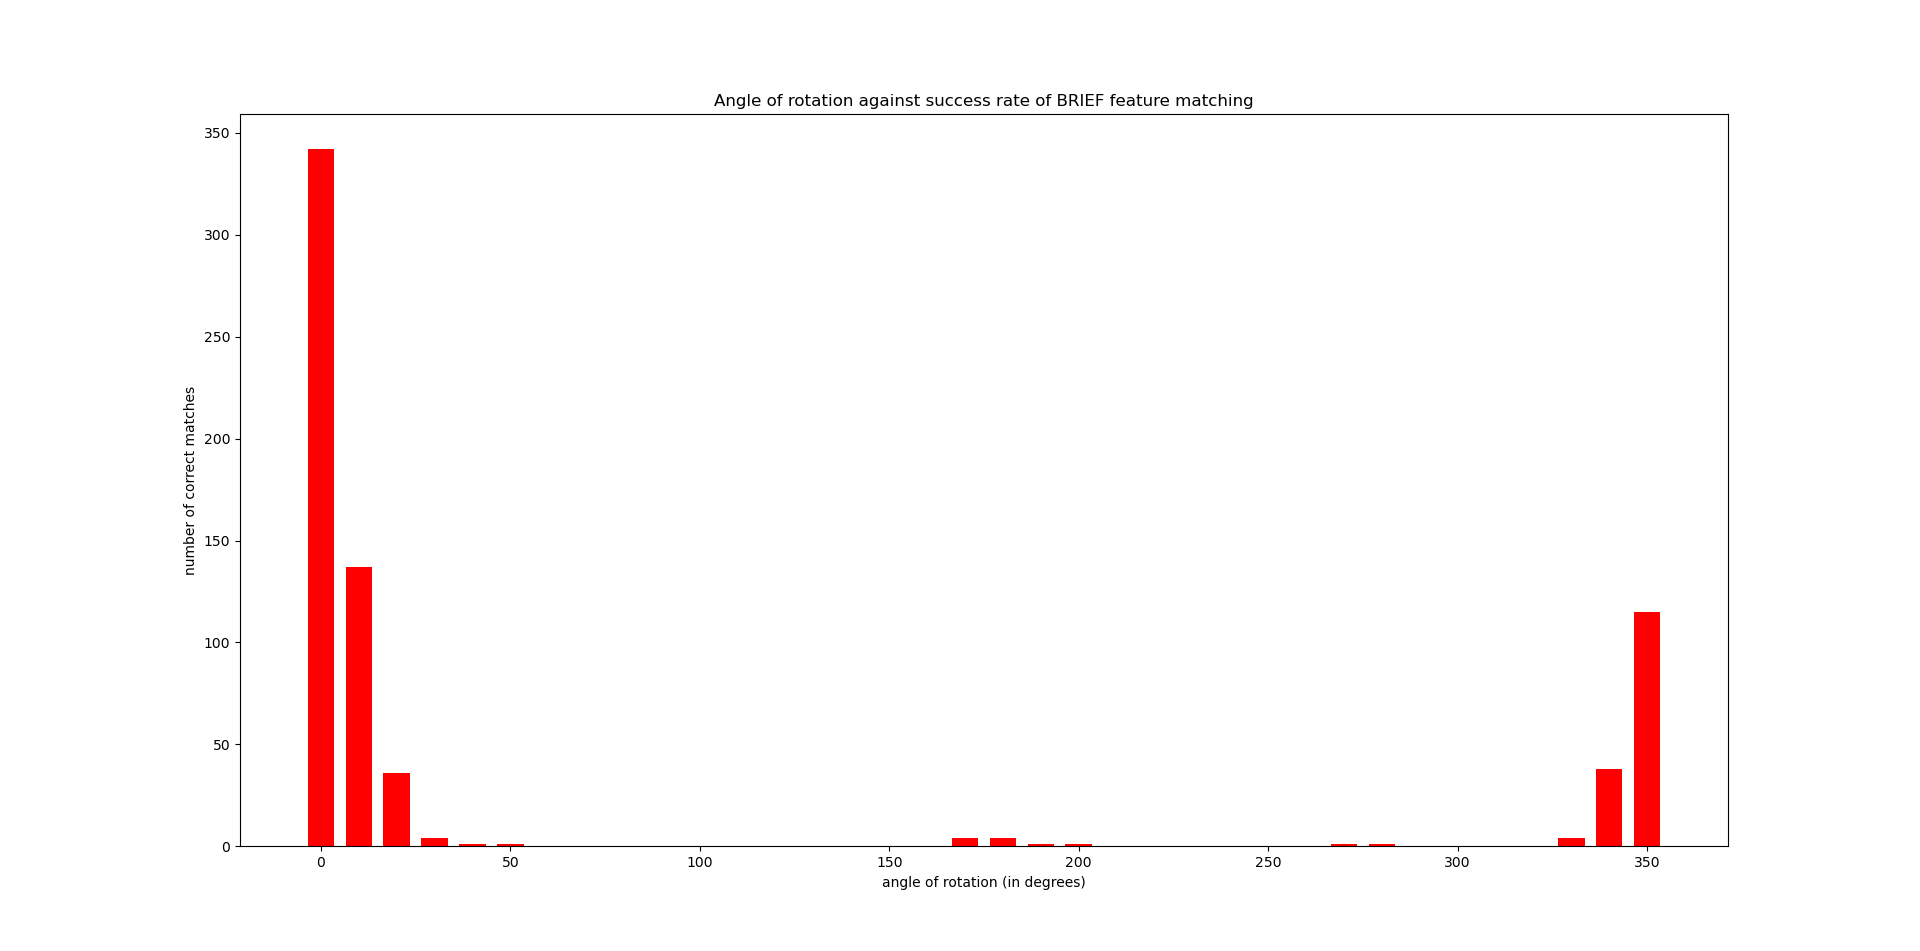 Angle of rotation against success rate of BRIEF feature matching
350
300
250
200
150
100
50
0
number of correct matches
0 50 100 150 200 250 300 350
angle of rotation (in degrees)